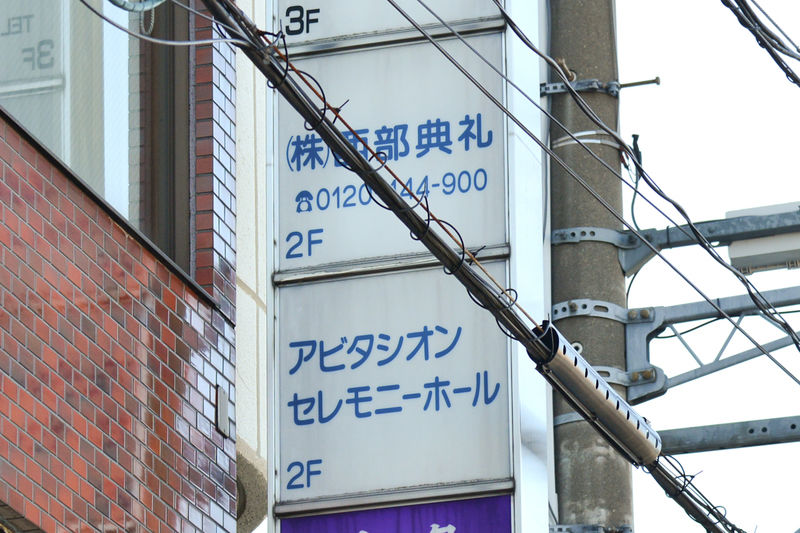 3F
㈱西部典礼
☎0120-144-900
2F
アビタシオン
セレモニーホール
2F